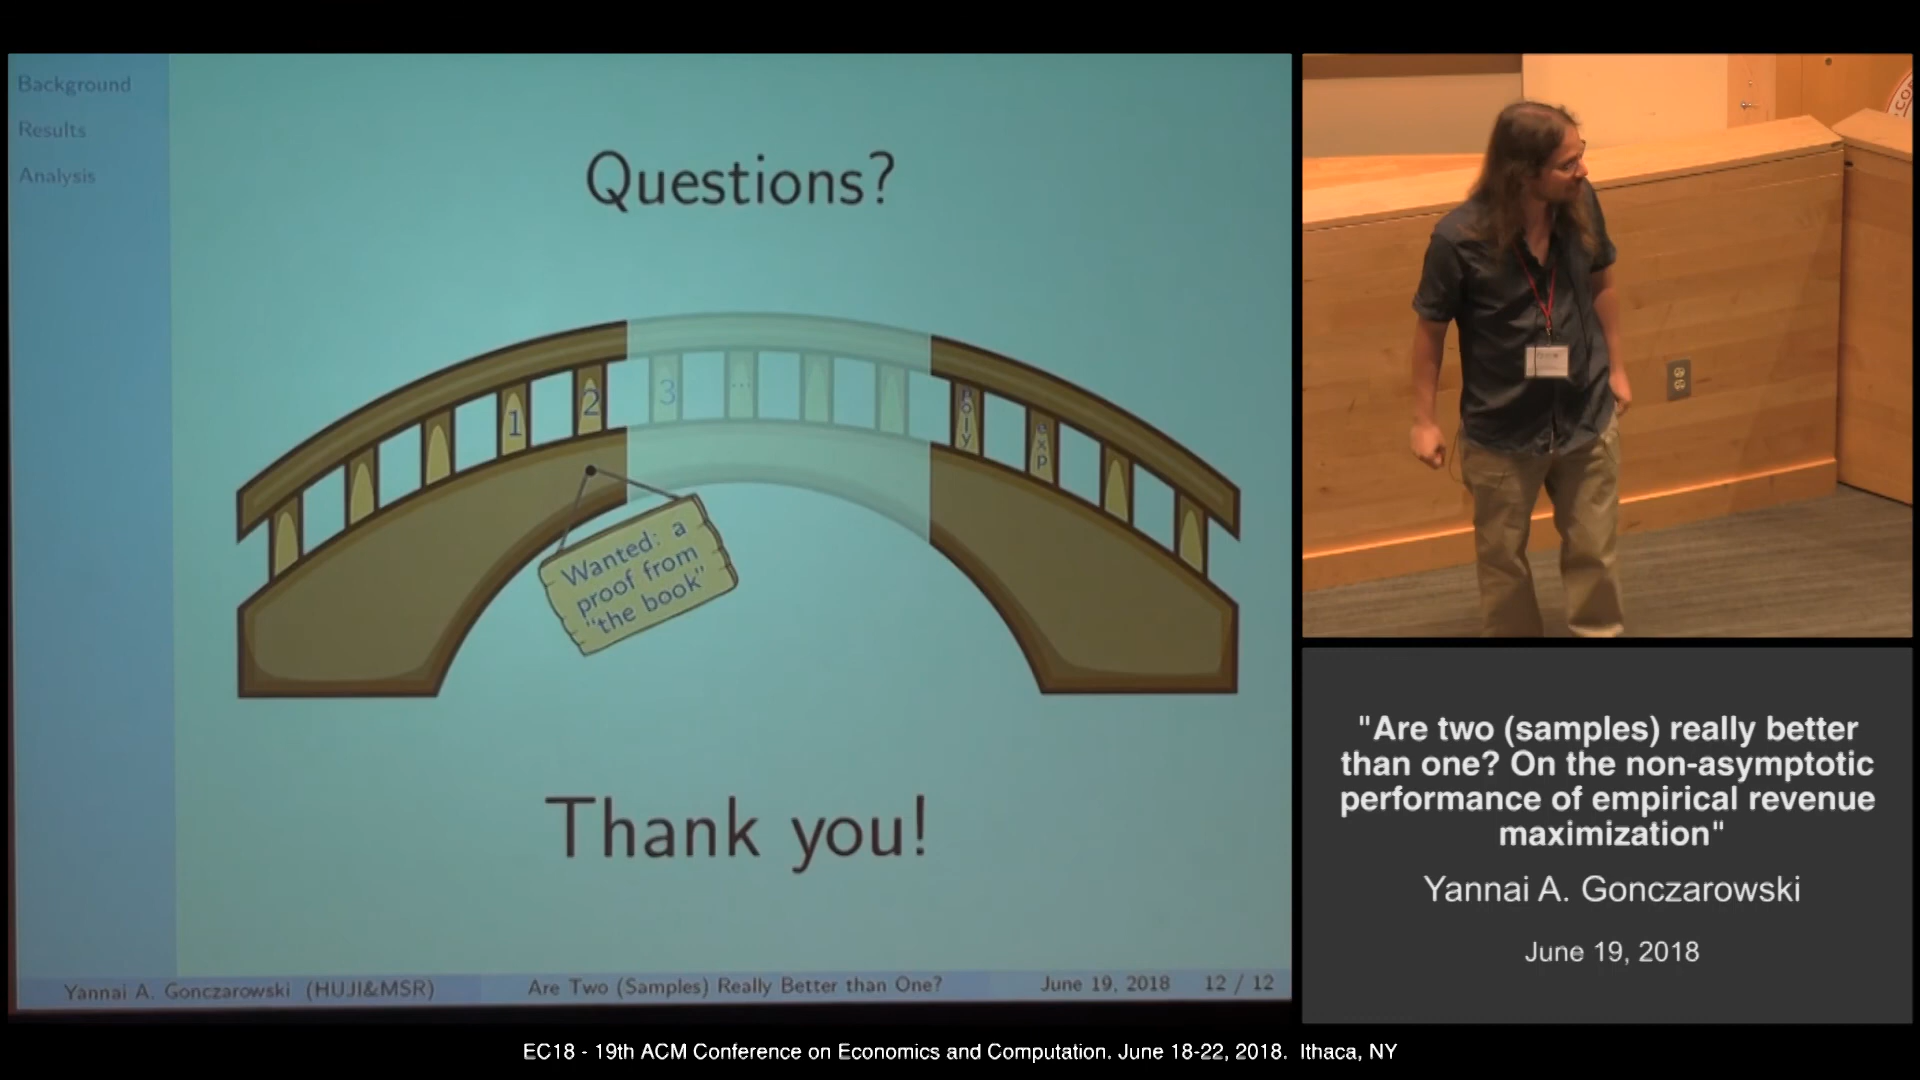 Background
Results
Analysis
Questions?
1
2
3
...
poly
exp
Wanted: a
proof from
"the book"
Thank you!
Yannai A. Gonczarowski (HUJI&MSR)
Are Two (Samples) Really Better than One?
June 19, 2018
12 / 12
"Are two (samples) really better
than one? On the non-asymptotic
performance of empirical revenue
maximization"
Yannai A. Gonczarowski
June 19, 2018
EC18 - 19th ACM Conference on Economics and Computation. June 18-22, 2018. Ithaca, NY